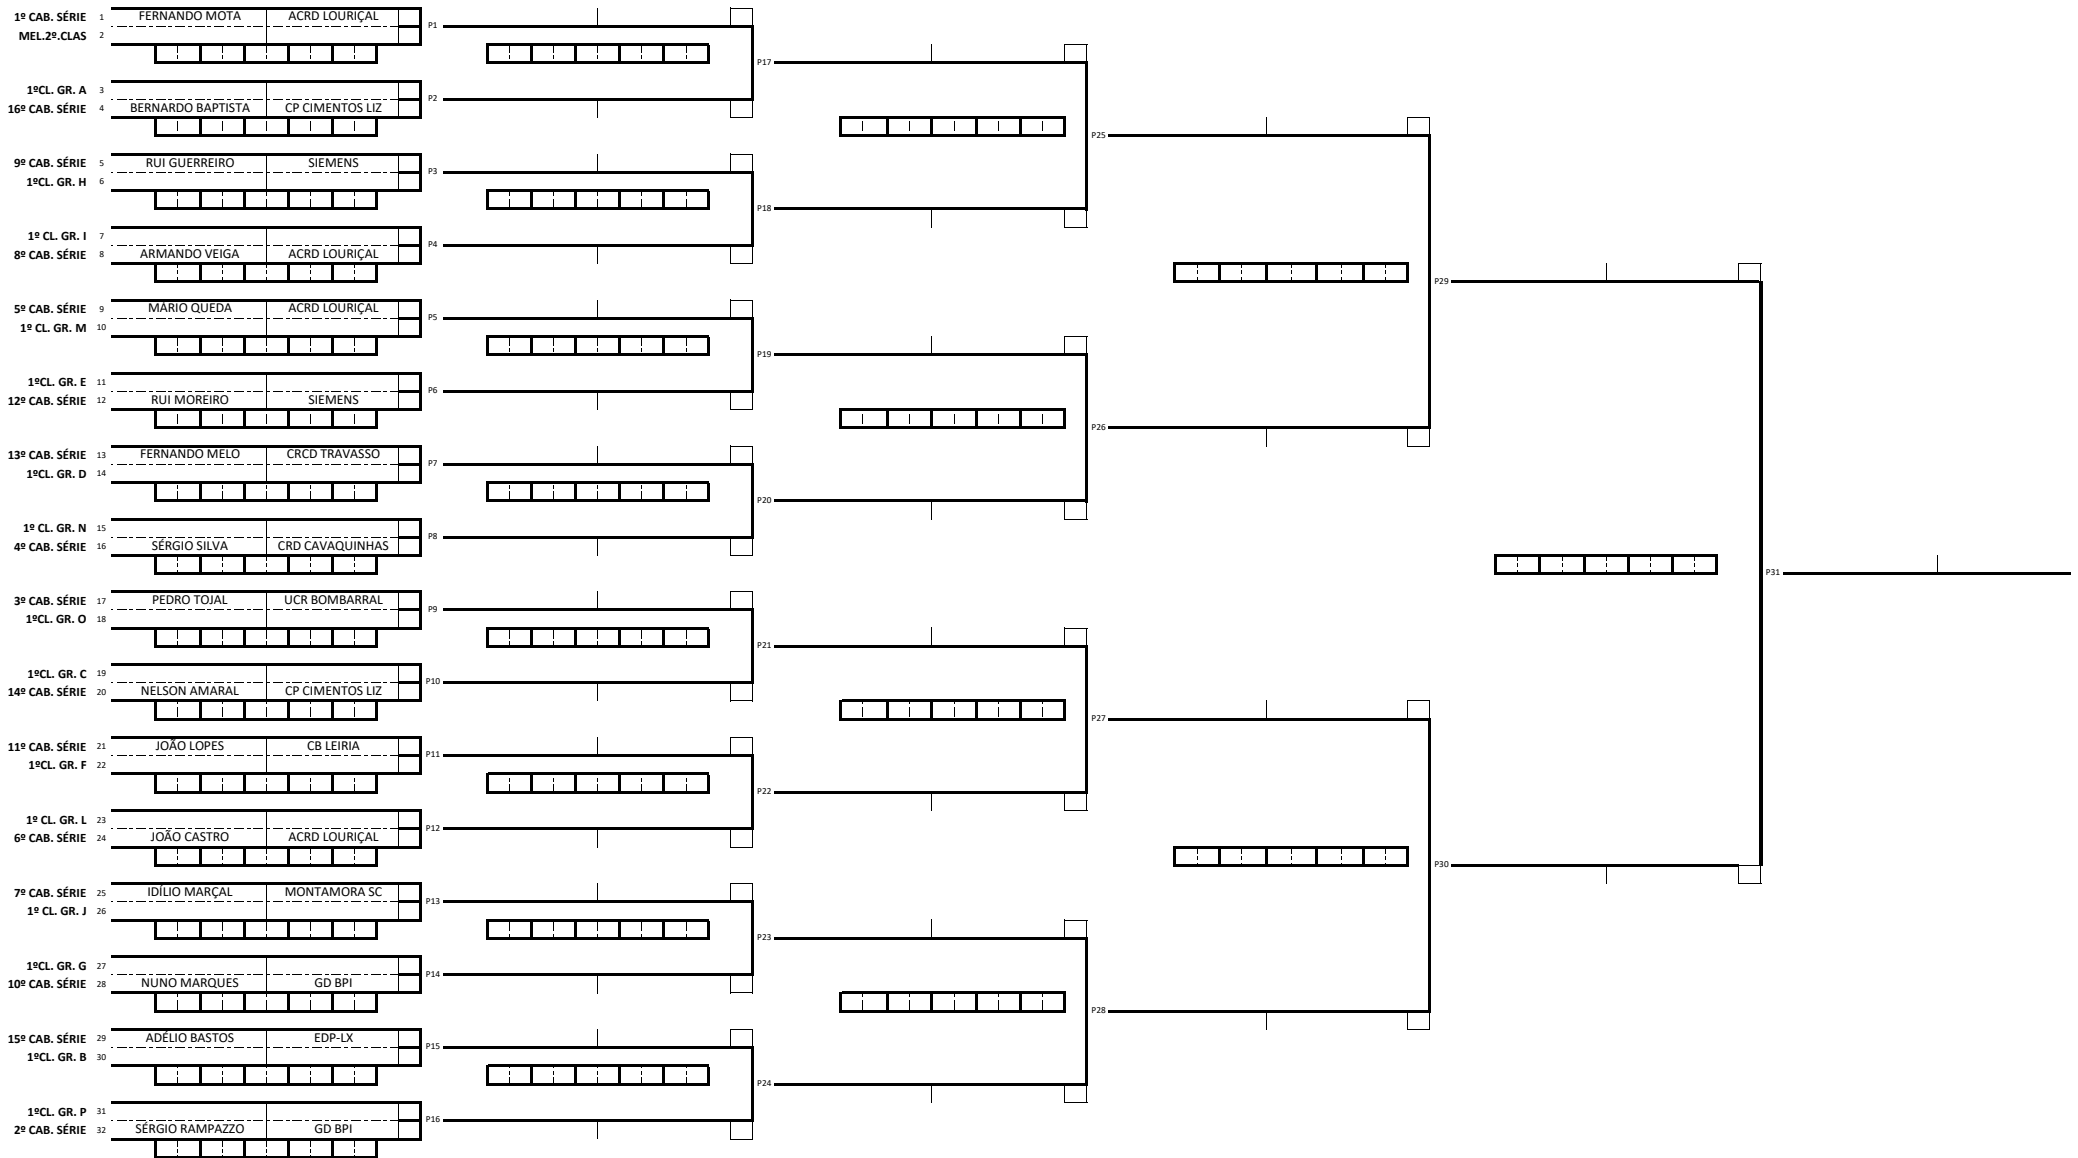 1º CAB. SÉRIE 1 FERNANDO MOTA ACRD LOURIÇAL
P1
MEL.2º.CLAS 2
P17
1ºCL. GR. A 3
P2
16º CAB. SÉRIE 4 BERNARDO BAPTISTA CP CIMENTOS LIZ
P25
9º CAB. SÉRIE 5 RUI GUERREIRO SIEMENS
P3
1ºCL. GR. H 6
P18
1º CL. GR. I 7
P4
8º CAB. SÉRIE 8 ARMANDO VEIGA ACRD LOURIÇAL
P29
5º CAB. SÉRIE 9 MÁRIO QUEDA ACRD LOURIÇAL
P5
1º CL. GR. M 10
P19
1ºCL. GR. E 11
P6
12º CAB. SÉRIE 12 RUI MOREIRO SIEMENS
P26
13º CAB. SÉRIE 13 FERNANDO MELO CRCD TRAVASSO
P7
1ºCL. GR. D 14
P20
1º CL. GR. N 15
P8
4º CAB. SÉRIE 16 SÉRGIO SILVA CRD CAVAQUINHAS
P31
3º CAB. SÉRIE 17 PEDRO TOJAL UCR BOMBARRAL
P9
1ºCL. GR. O 18
P21
1ºCL. GR. C 19
P10
14º CAB. SÉRIE 20 NELSON AMARAL CP CIMENTOS LIZ
P27
11º CAB. SÉRIE 21 JOÃO LOPES CB LEIRIA
P11
1ºCL. GR. F 22
P22
1º CL. GR. L 23
P12
6º CAB. SÉRIE 24 JOÃO CASTRO ACRD LOURIÇAL
P30
7º CAB. SÉRIE 25 IDÍLIO MARÇAL MONTAMORA SC
P13
1º CL. GR. J 26
P23
1ºCL. GR. G 27
P14
10º CAB. SÉRIE 28 NUNO MARQUES GD BPI
P28
15º CAB. SÉRIE 29 ADÉLIO BASTOS EDP-LX
P15
1ºCL. GR. B 30
P24
1ºCL. GR. P 31
P16
2º CAB. SÉRIE 32 SÉRGIO RAMPAZZO GD BPI